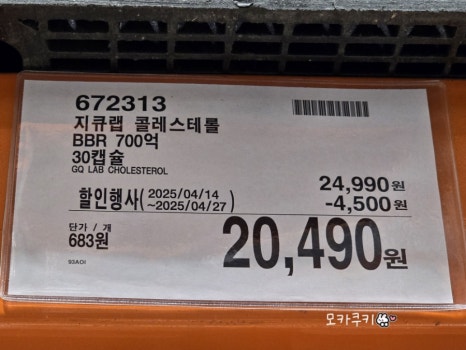 672313
지큐랩 콜레스테롤
BBR 700억
30캡슐
GQ LAB CHOLESTEROL
24,990원
할인행사(2025/04/14
~2025/04/27)
-4,500원
단가 / 개
683원
20,490원
93AOI
모카쿠키